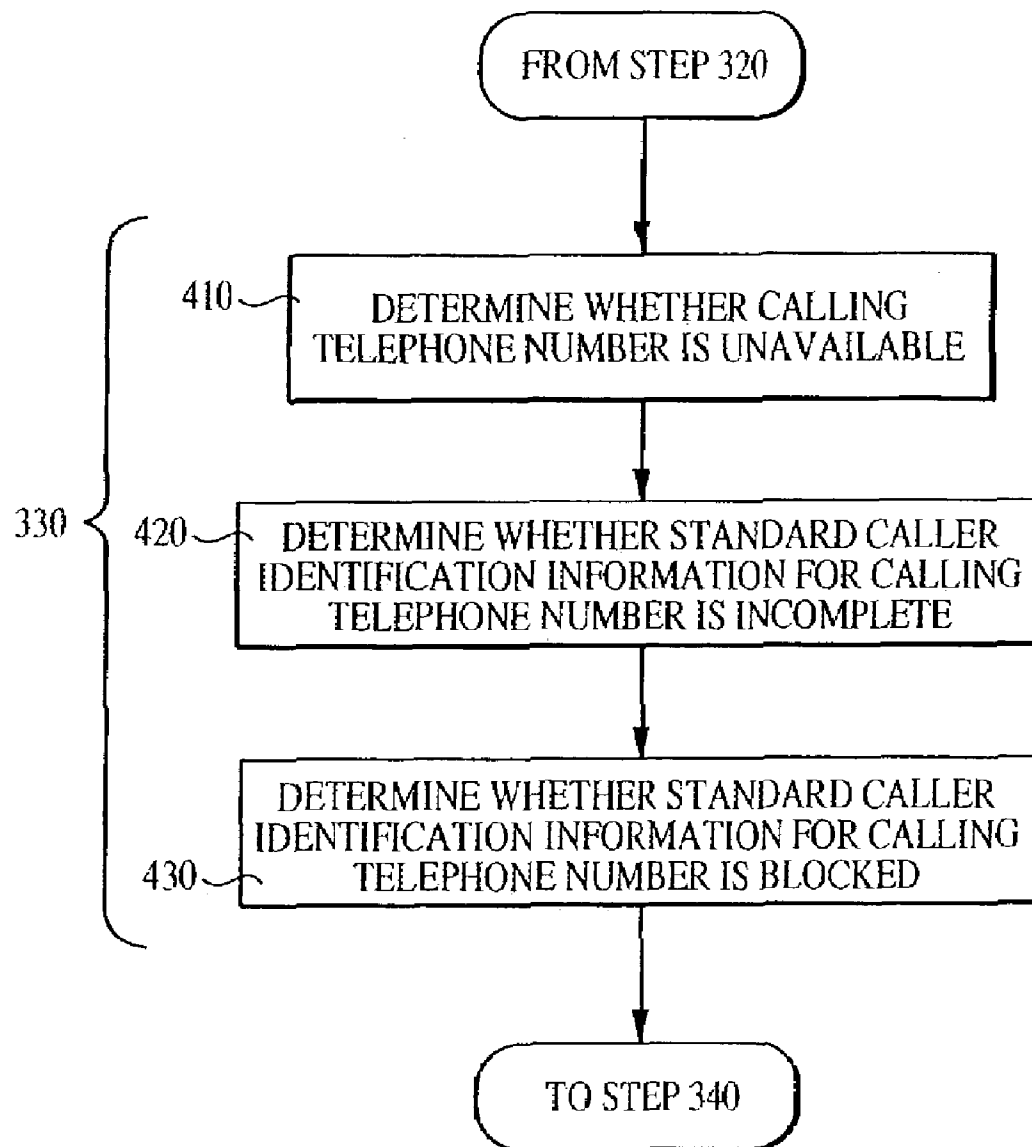 FROM STEP 320
410
DETERMINE WHETHER CALLING
TELEPHONE NUMBER IS UNAVAILABLE
330
420
DETERMINE WHETHER STANDARD CALLER
IDENTIFICATION INFORMATION FOR CALLING
TELEPHONE NUMBER IS INCOMPLETE
DETERMINE WHETHER STANDARD CALLER
IDENTIFICATION INFORMATION FOR CALLING
TELEPHONE NUMBER IS BLOCKED
430
TO STEP 340